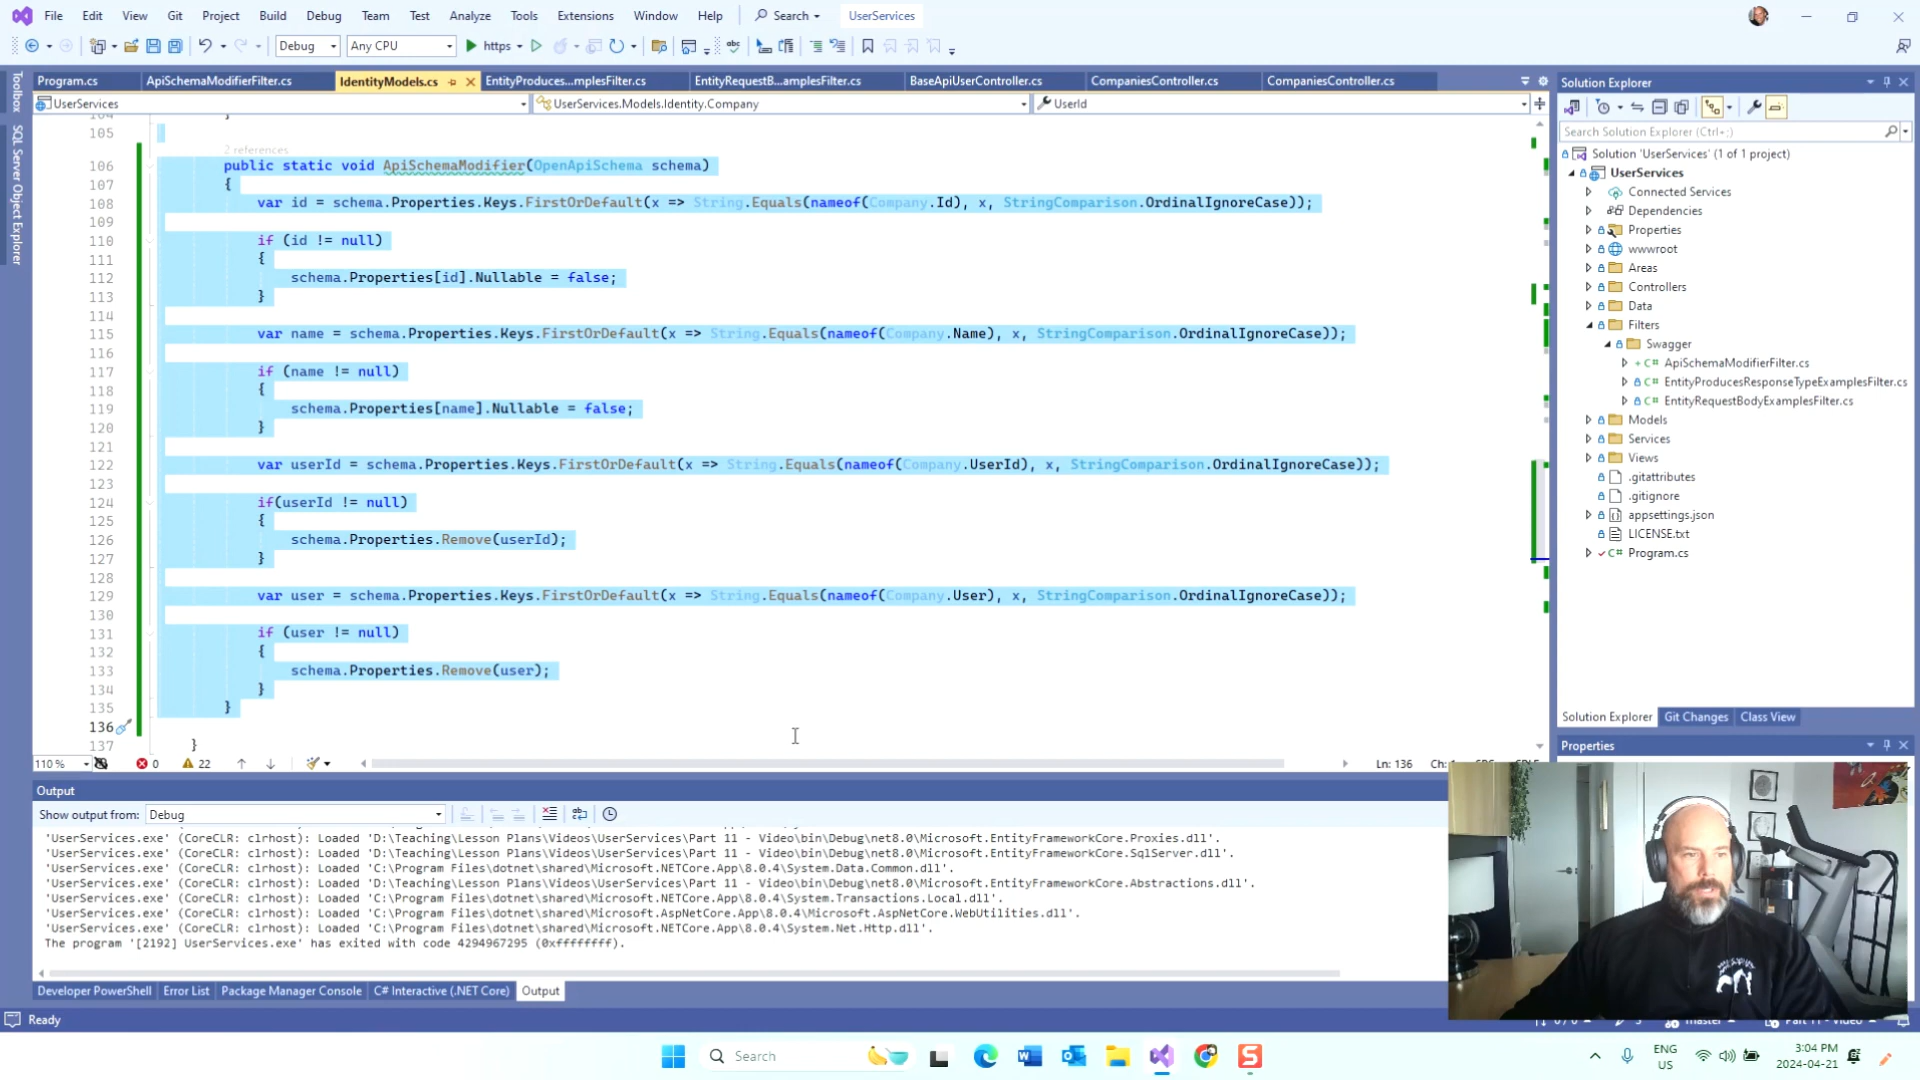 File Edit View Git Project Build Debug Team Test Analyze Tools Extensions Window Help Search UserServices
Debug Any CPU https
Program.cs ApiSchemaModifierFilter.cs IdentityModels.cs EntityProduces...mplesFilter.cs EntityRequestB...amplesFilter.cs BaseApiUserController.cs CompaniesController.cs CompaniesController.cs
UserServices UserServices.Models.Identity.Company UserId
Toolbox
SQL Server Object Explorer
104 }
105
2 references
106 public static void ApiSchemaModifier(OpenApiSchema schema)
107 {
108 var id = schema.Properties.Keys.FirstOrDefault(x => String.Equals(nameof(Company.Id), x, StringComparison.OrdinalIgnoreCase));
109
110 if (id != null)
111 {
112 schema.Properties[id].Nullable = false;
113 }
114
115 var name = schema.Properties.Keys.FirstOrDefault(x => String.Equals(nameof(Company.Name), x, StringComparison.OrdinalIgnoreCase));
116
117 if (name != null)
118 {
119 schema.Properties[name].Nullable = false;
120 }
121
122 var userId = schema.Properties.Keys.FirstOrDefault(x => String.Equals(nameof(Company.UserId), x, StringComparison.OrdinalIgnoreCase));
123
124 if(userId != null)
125 {
126 schema.Properties.Remove(userId);
127 }
128
129 var user = schema.Properties.Keys.FirstOrDefault(x => String.Equals(nameof(Company.User), x, StringComparison.OrdinalIgnoreCase));
130
131 if (user != null)
132 {
133 schema.Properties.Remove(user);
134 }
135 }
136
137 }
110 % 0 22 Ln: 136 Ch:
Solution Explorer
Search Solution Explorer (Ctrl+;)
Solution 'UserServices' (1 of 1 project)
UserServices
Connected Services
Dependencies
Properties
wwwroot
Areas
Controllers
Data
Filters
Swagger
ApiSchemaModifierFilter.cs
EntityProducesResponseTypeExamplesFilter.cs
EntityRequestBodyExamplesFilter.cs
Models
Services
Views
.gitattributes
.gitignore
appsettings.json
LICENSE.txt
Program.cs
Solution Explorer Git Changes Class View
Properties
Output
Show output from: Debug
'UserServices.exe' (CoreCLR: clrhost): Loaded 'D:\Teaching\Lesson Plans\Videos\UserServices\Part 11 - Video\bin\Debug\net8.0\Microsoft.EntityFrameworkCore.Proxies.dll'.
'UserServices.exe' (CoreCLR: clrhost): Loaded 'D:\Teaching\Lesson Plans\Videos\UserServices\Part 11 - Video\bin\Debug\net8.0\Microsoft.EntityFrameworkCore.SqlServer.dll'.
'UserServices.exe' (CoreCLR: clrhost): Loaded 'C:\Program Files\dotnet\shared\Microsoft.NETCore.App\8.0.4\System.Data.Common.dll'.
'UserServices.exe' (CoreCLR: clrhost): Loaded 'D:\Teaching\Lesson Plans\Videos\UserServices\Part 11 - Video\bin\Debug\net8.0\Microsoft.EntityFrameworkCore.Abstractions.dll'.
'UserServices.exe' (CoreCLR: clrhost): Loaded 'C:\Program Files\dotnet\shared\Microsoft.NETCore.App\8.0.4\System.Transactions.Local.dll'.
'UserServices.exe' (CoreCLR: clrhost): Loaded 'C:\Program Files\dotnet\shared\Microsoft.AspNetCore.App\8.0.4\Microsoft.AspNetCore.WebUtilities.dll'.
'UserServices.exe' (CoreCLR: clrhost): Loaded 'C:\Program Files\dotnet\shared\Microsoft.NETCore.App\8.0.4\System.Net.Http.dll'.
The program '[2192] UserServices.exe' has exited with code 4294967295 (0xffffffff).
Developer PowerShell Error List Package Manager Console C# Interactive (.NET Core) Output
Ready
Search
ENG
US
3:04 PM
2024-04-21